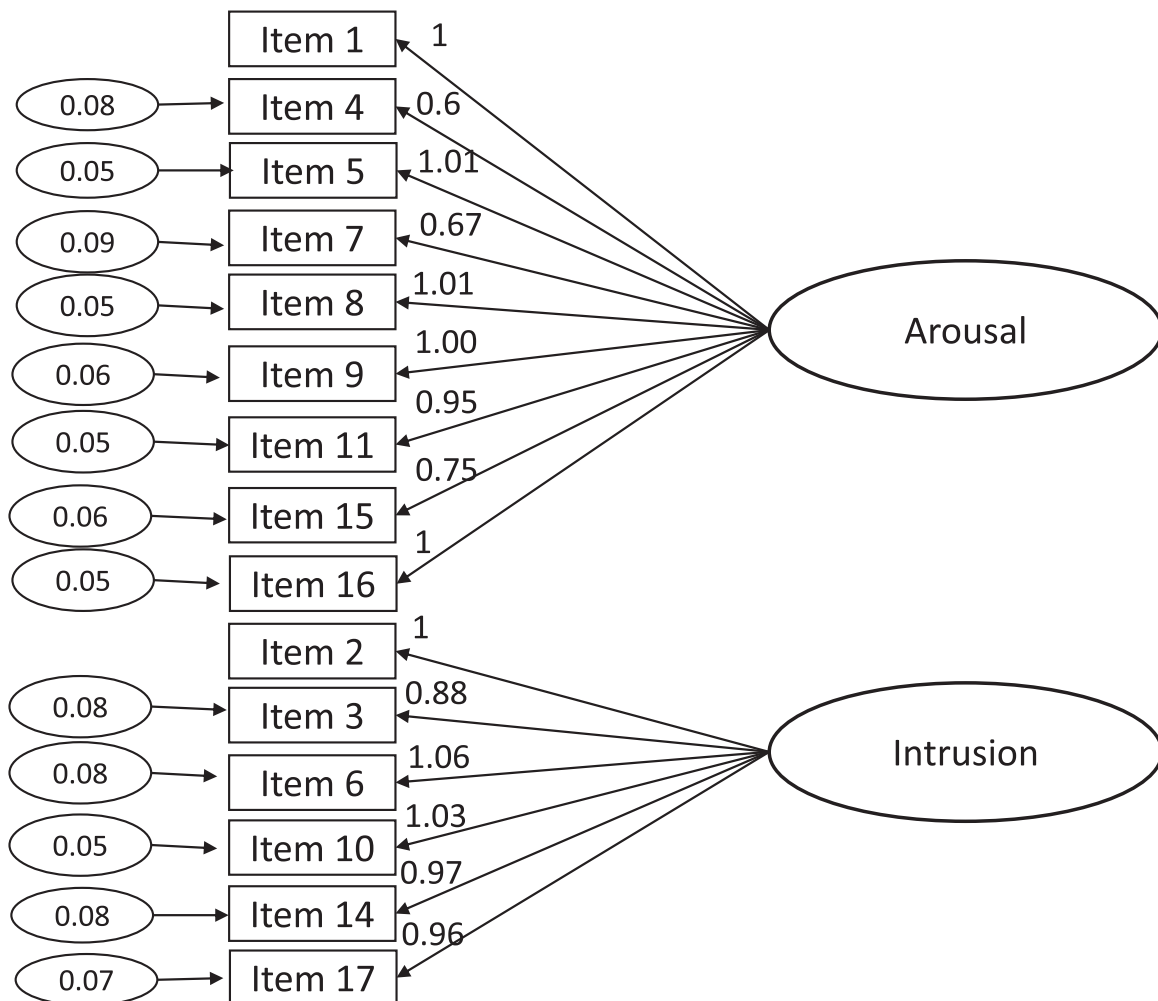 Item 1 1
0.08 Item 4 0.6
0.05 Item 5 1.01
0.09 Item 7 0.67
0.05 Item 8 1.01
0.06 Item 9 1.00
Arousal
0.05 Item 11 0.95
0.06 Item 15 0.75
0.05 Item 16 1
Item 2 1
0.08 Item 3 0.88
0.08 Item 6 1.06
Intrusion
0.05 Item 10 1.03
0.08 Item 14 0.97
0.07 Item 17 0.96